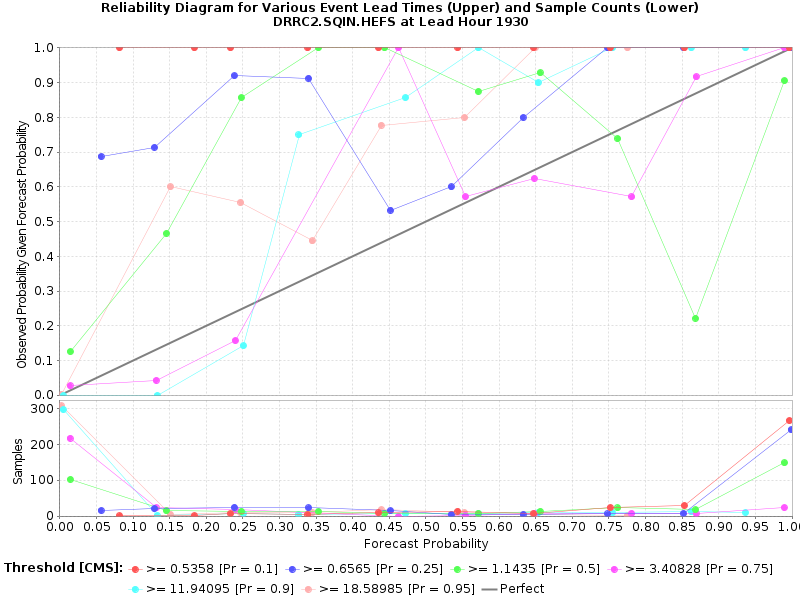 Reliability Diagram for Various Event Lead Times (Upper) and Sample Counts (Lower)
DRRC2.SQIN.HEFS at Lead Hour 1930
Observed Probability Given Forecast Probability
1.0
0.9
0.8
0.7
0.6
0.5
0.4
0.3
0.2
0.1
0.0
Samples
300
200
100
0
0.00 0.05 0.10 0.15 0.20 0.25 0.30 0.35 0.40 0.45 0.50 0.55 0.60 0.65 0.70 0.75 0.80 0.85 0.90 0.95 1.0
Forecast Probability
Threshold [CMS]: >= 0.5358 [Pr = 0.1] >= 0.6565 [Pr = 0.25] >= 1.1435 [Pr = 0.5] >= 3.40828 [Pr = 0.75]
>= 11.94095 [Pr = 0.9] >= 18.58985 [Pr = 0.95] Perfect